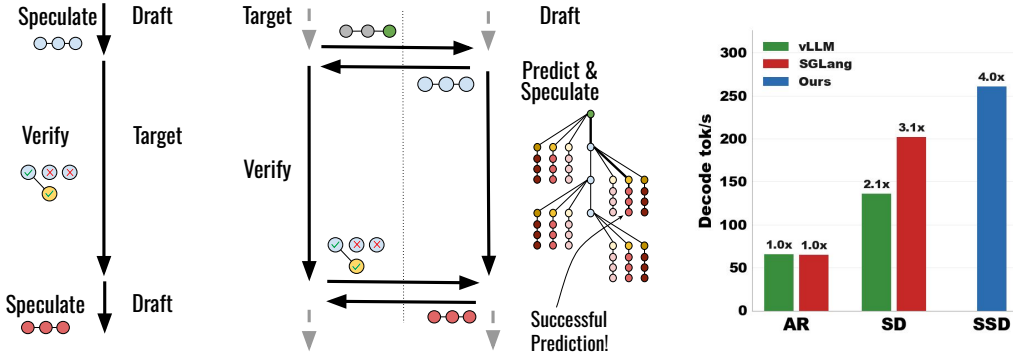 Speculate
Draft
Verify
Target
Speculate
Draft
Target
Draft
Verify
Predict &
Speculate
Successful
Prediction!
Decode tok/s
300
250
200
150
100
50
0
vLLM
SGLang
Ours
1.0x
1.0x
2.1x
3.1x
4.0x
AR
SD
SSD